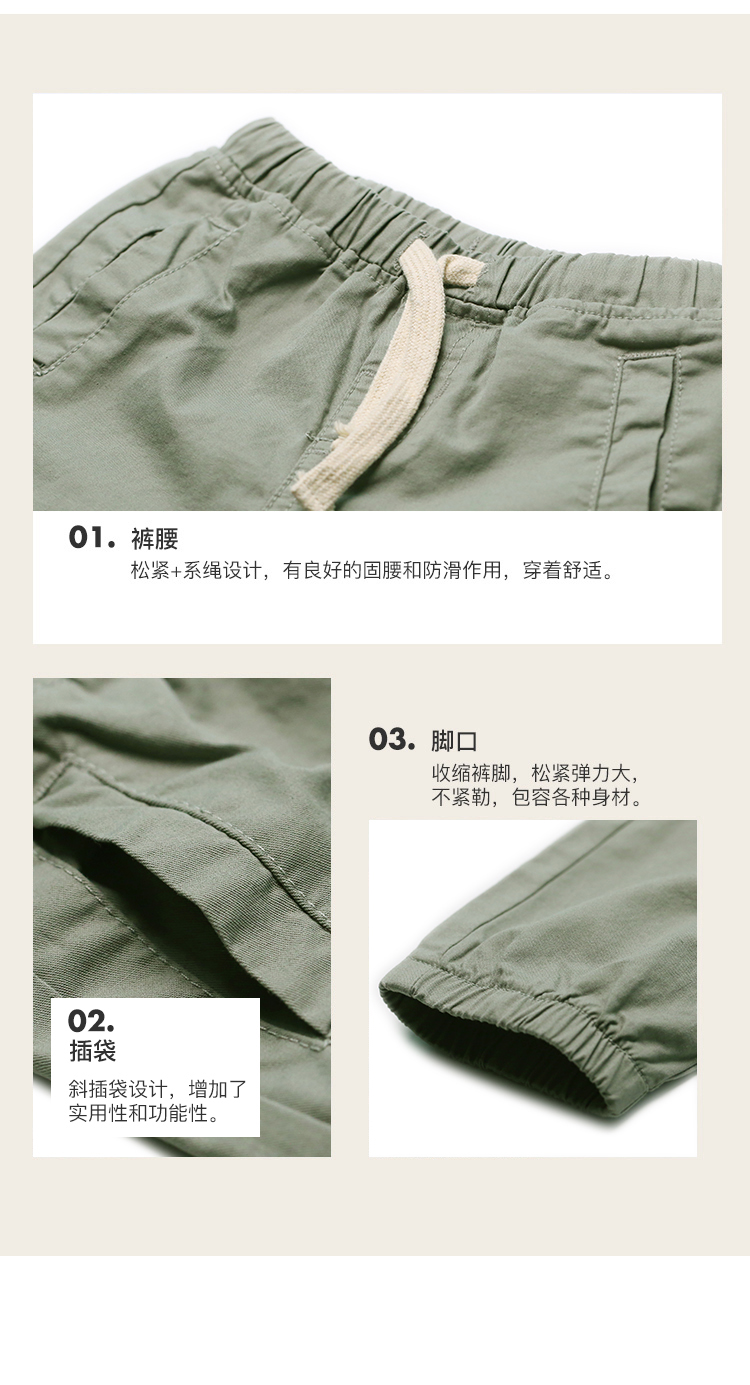 01. 裤腰
松紧+系绳设计，有良好的固腰和防滑作用，穿着舒适。
03. 脚口
收缩裤脚，松紧弹力大，
不紧勒，包容各种身材。
02.
插袋
斜插袋设计，增加了
实用性和功能性。